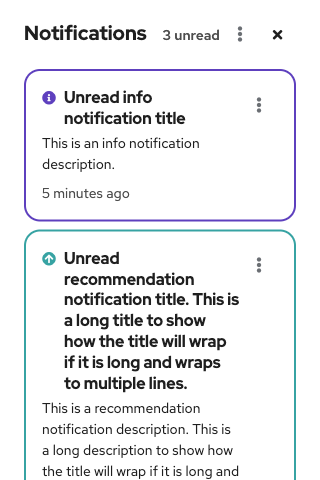 Notifications 3 unread
Unread info
notification title
This is an info notification
description.
5 minutes ago
Unread
recommendation
notification title. This is
a long title to show
how the title will wrap
if it is long and wraps
to multiple lines.
This is a recommendation
notification description. This is
a long description to show how
the title will wrap if it is long and